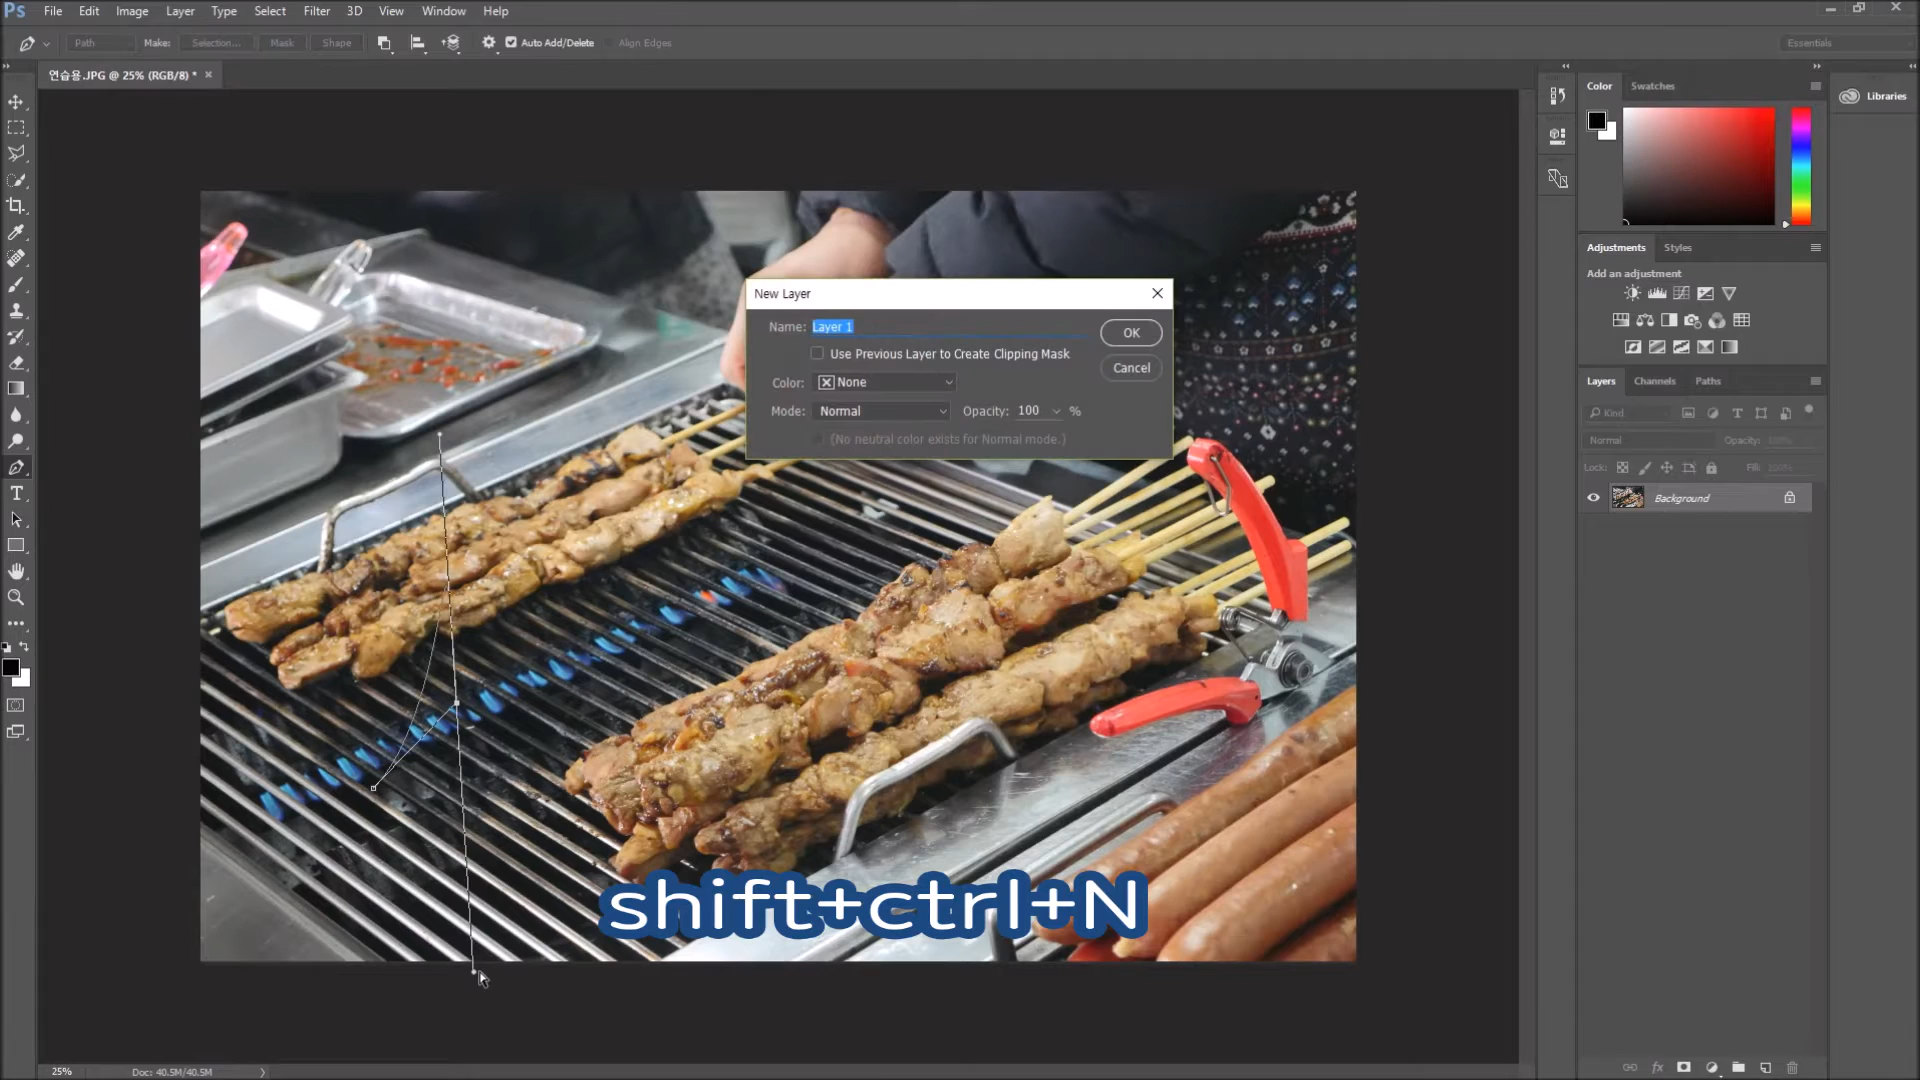 Ps File Edit Image Layer Type Select Filter 3D View Window Help
Path Make: Selection... Mask Shape Auto Add/Delete Align Edges Essentials
연습용.JPG @ 25% (RGB/8) * ×
Color Swatches
Libraries
Adjustments Styles
Add an adjustment
New Layer
Name: Layer 1
OK
Use Previous Layer to Create Clipping Mask
Cancel
Color: None
Mode: Normal Opacity: 100 %
(No neutral color exists for Normal mode.)
Layers Channels Paths
Kind
Normal Opacity: 100%
Lock: Fill: 100%
Background
shift+ctrl+N
25% Doc: 40.5M/40.5M